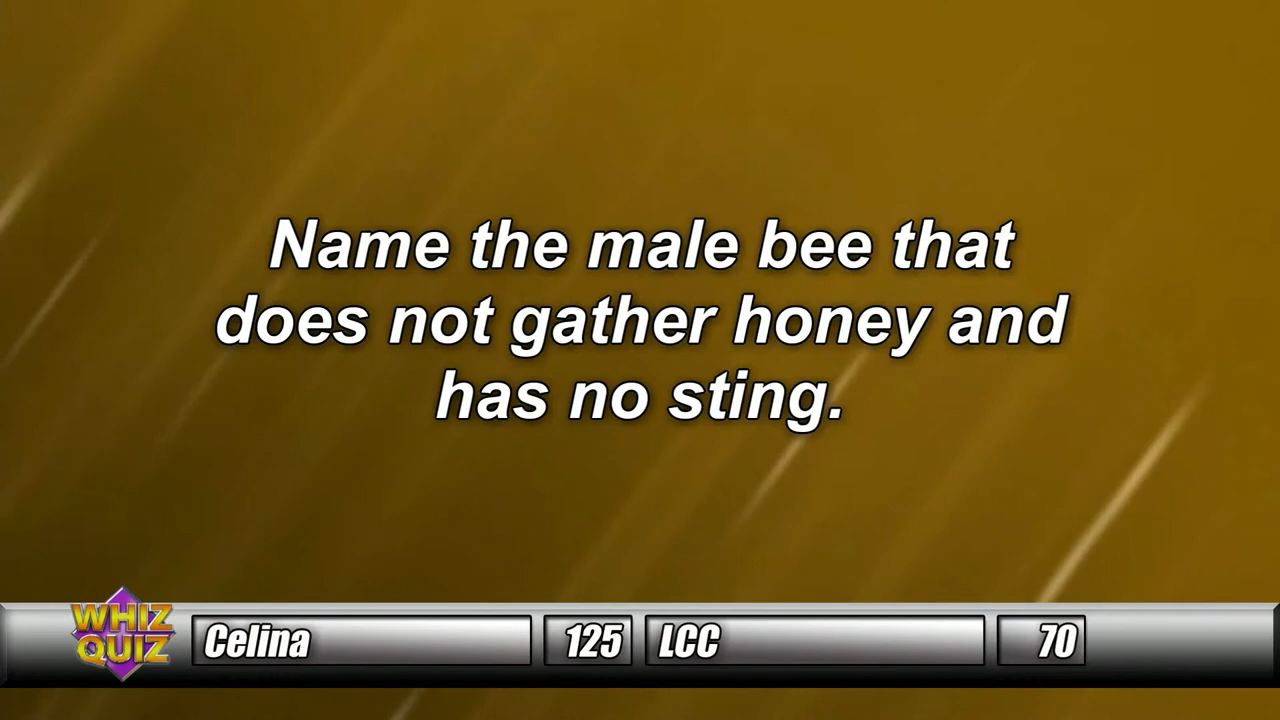 Name the male bee that
does not gather honey and
has no sting.
WHIZ
QUIZ
Celina 125 LCC 70